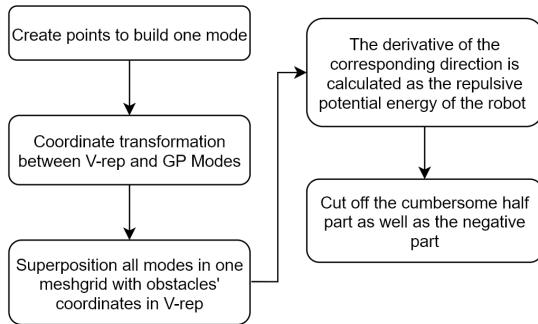 Create points to build one mode
Coordinate transformation
between V-rep and GP Modes
Superposition all modes in one
meshgrid with obstacles'
coordinates in V-rep
The derivative of the
corresponding direction is
calculated as the repulsive
potential energy of the robot
Cut off the cumbersome half
part as well as the negative
part